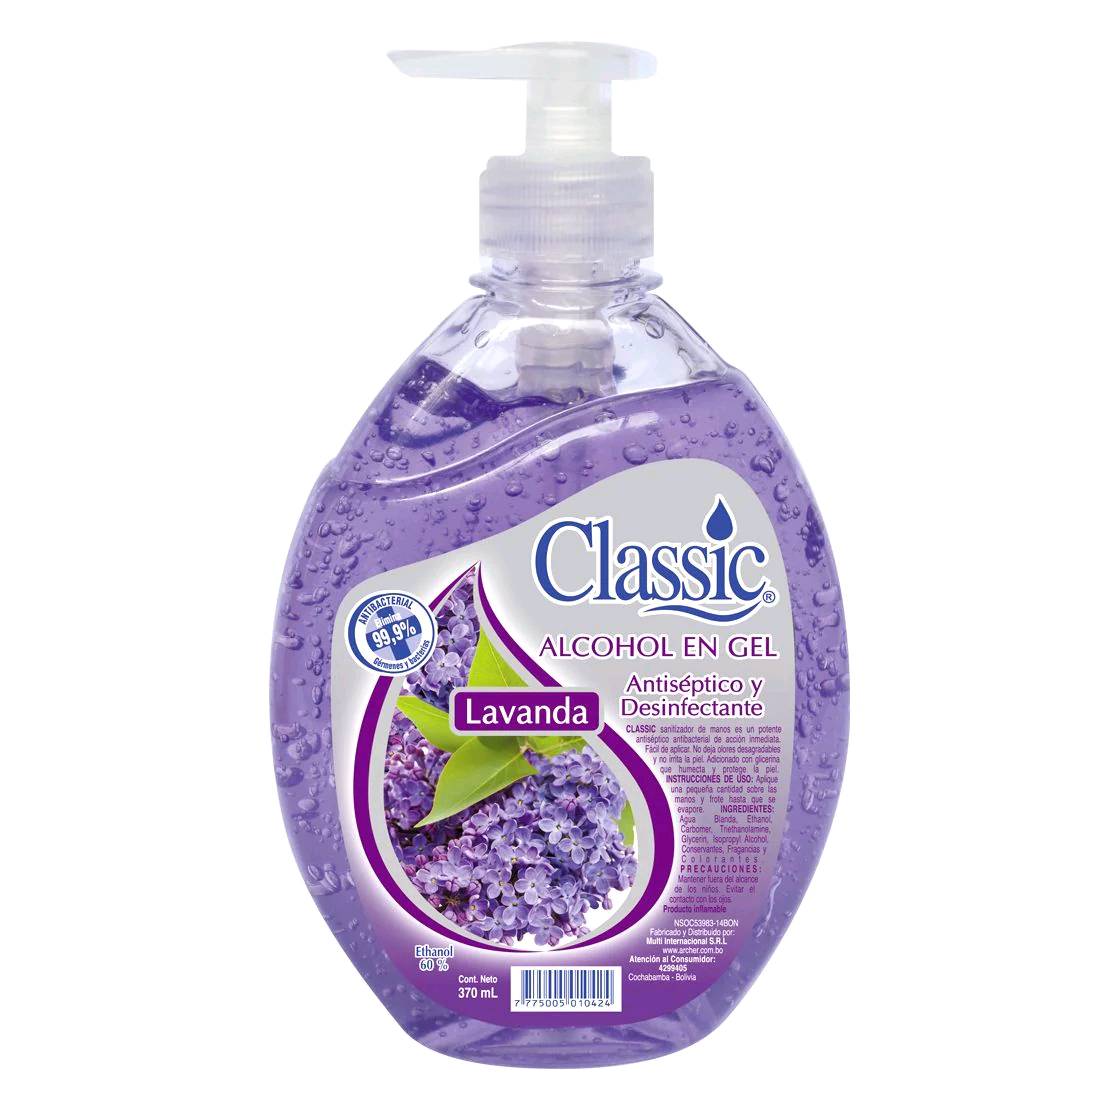 Classic®
ALCOHOL EN GEL
Antiséptico y
Desinfectante
ANTIBACTERIAL
Elimina
99,9%
Gérmenes y bacterias
Lavanda
CLASSIC sanitizador de manos es un potente
antiséptico antibacterial de acción inmediata.
Fácil de aplicar. No deja olores desagradables
y no irrita la piel. Adicionado con glicerina
que humecta y protege la piel.
INSTRUCCIONES DE USO: Aplique
una pequeña cantidad sobre las
manos y frote hasta que se
evapore. INGREDIENTES:
Agua Blanda, Ethanol,
Carbomer, Triethanolamine,
Glycerin, Isopropyl Alcohol,
Conservantes, Fragancias y
Colorantes
PRECAUCIONES:
Mantener fuera del alcance
de los niños. Evitar el
contacto con los ojos.
Producto inflamable
NSOC53983-14BON
Fabricado y Distribuido por:
Multi Internacional S.R.L
www.archer.com.bo
Atención al Consumidor:
4299405
Cochabamba - Bolivia
Ethanol
60 %
Cont. Neto
370 mL
7 775005 010424